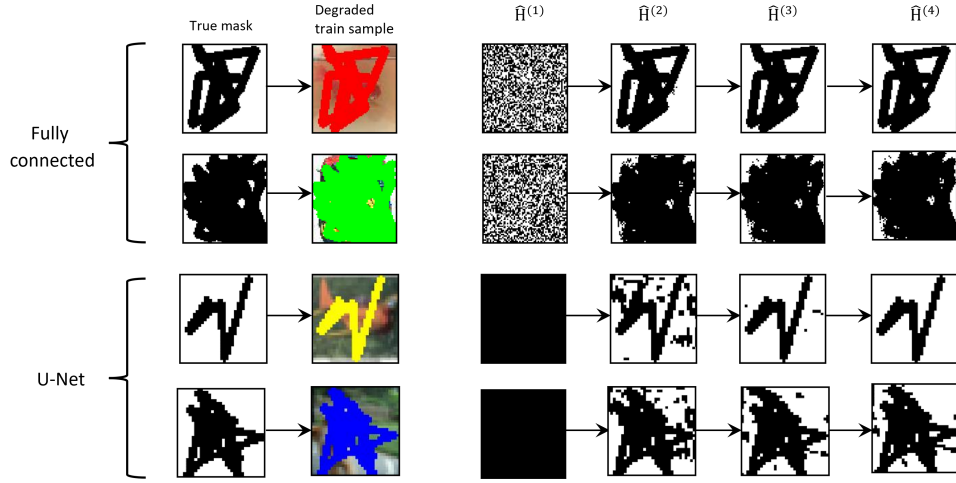 True mask
Degraded
train sample
Ĥ⁽¹⁾
Ĥ⁽²⁾
Ĥ⁽³⁾
Ĥ⁽⁴⁾
Fully
connected
U-Net